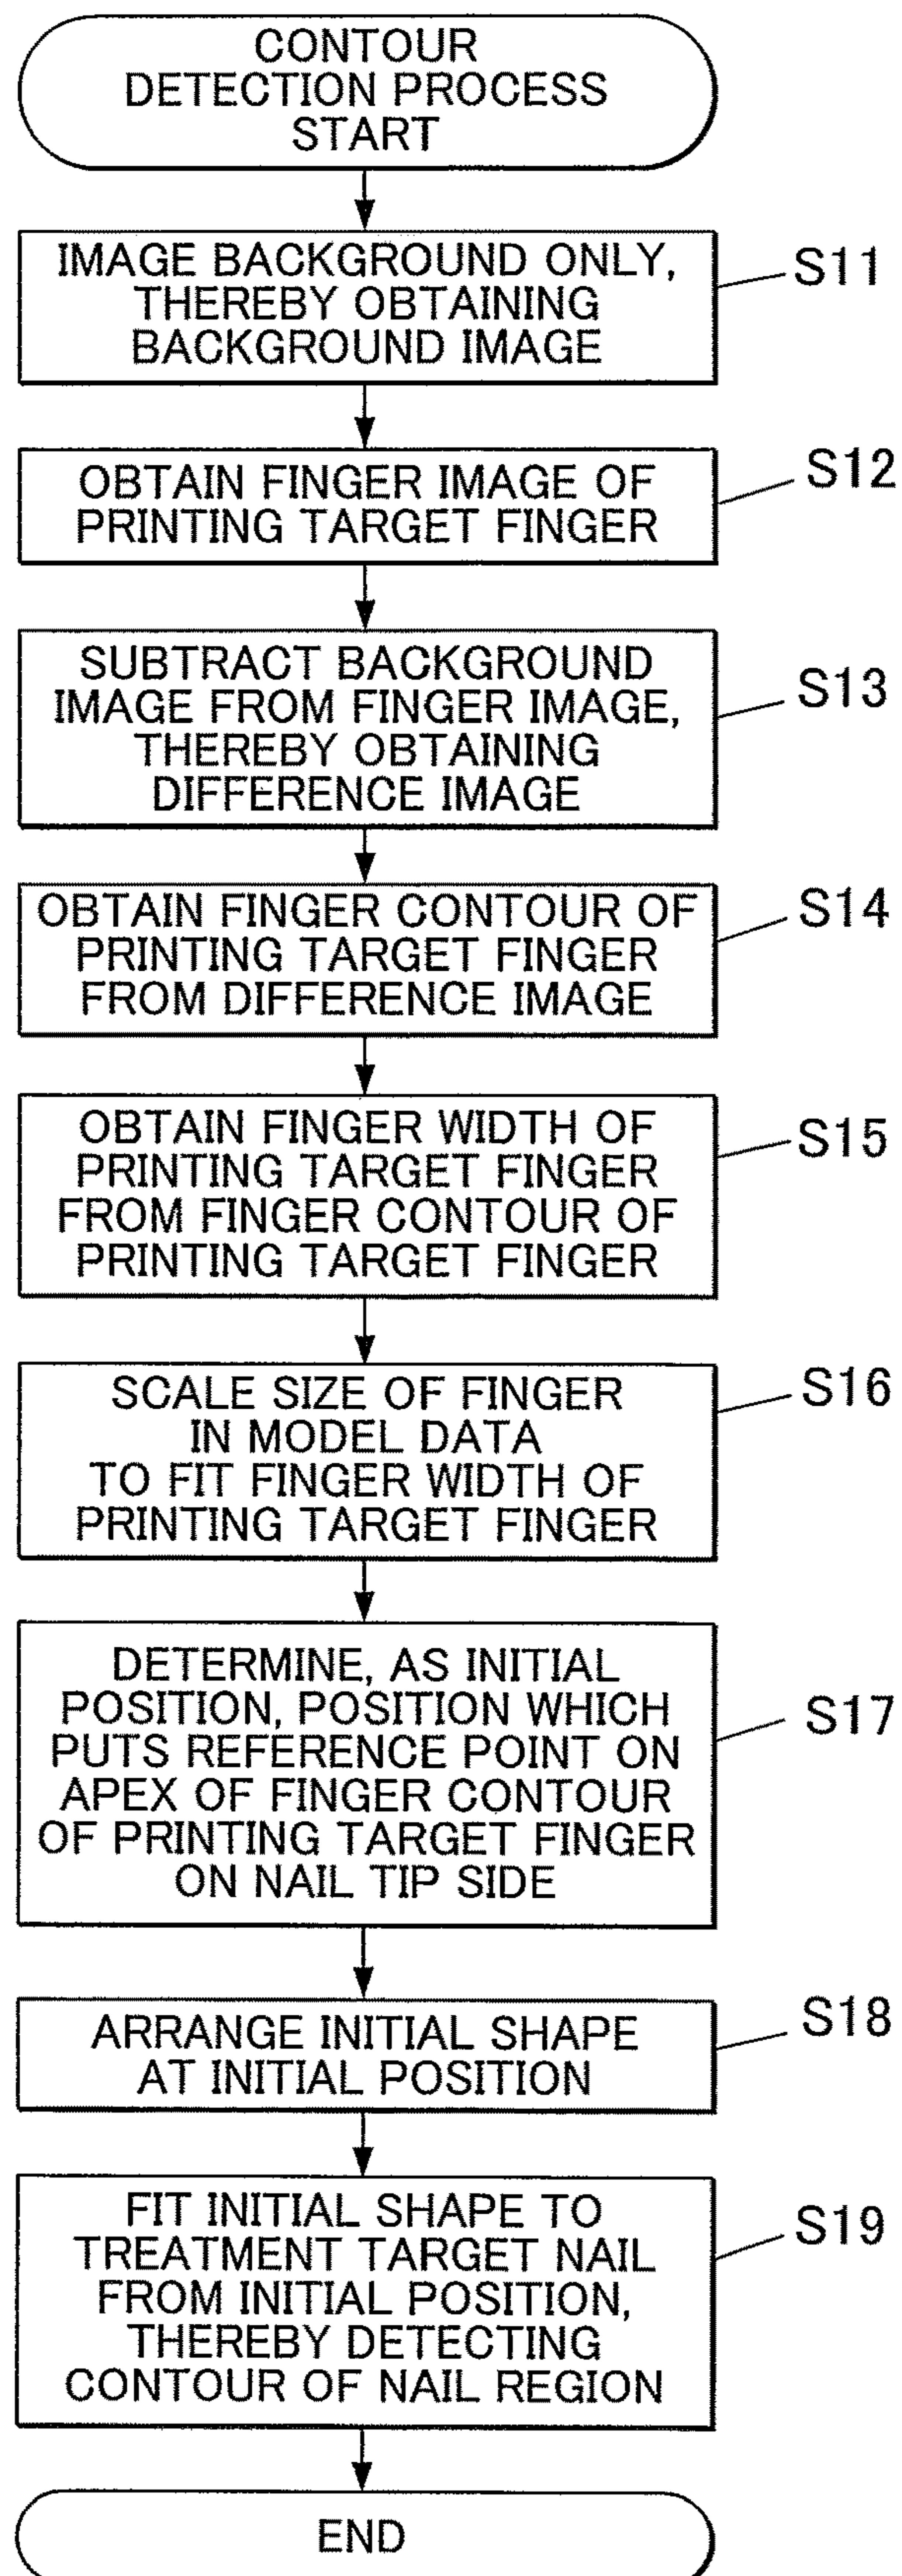 CONTOUR
DETECTION PROCESS
START
IMAGE BACKGROUND ONLY,
THEREBY OBTAINING
BACKGROUND IMAGE
S11
OBTAIN FINGER IMAGE OF
PRINTING TARGET FINGER
S12
SUBTRACT BACKGROUND
IMAGE FROM FINGER IMAGE,
THEREBY OBTAINING
DIFFERENCE IMAGE
S13
OBTAIN FINGER CONTOUR OF
PRINTING TARGET FINGER
FROM DIFFERENCE IMAGE
S14
OBTAIN FINGER WIDTH OF
PRINTING TARGET FINGER
FROM FINGER CONTOUR OF
PRINTING TARGET FINGER
S15
SCALE SIZE OF FINGER
IN MODEL DATA
TO FIT FINGER WIDTH OF
PRINTING TARGET FINGER
S16
DETERMINE, AS INITIAL
POSITION, POSITION WHICH
PUTS REFERENCE POINT ON
APEX OF FINGER CONTOUR
OF PRINTING TARGET FINGER
ON NAIL TIP SIDE
S17
ARRANGE INITIAL SHAPE
AT INITIAL POSITION
S18
FIT INITIAL SHAPE TO
TREATMENT TARGET NAIL
FROM INITIAL POSITION,
THEREBY DETECTING
CONTOUR OF NAIL REGION
S19
END